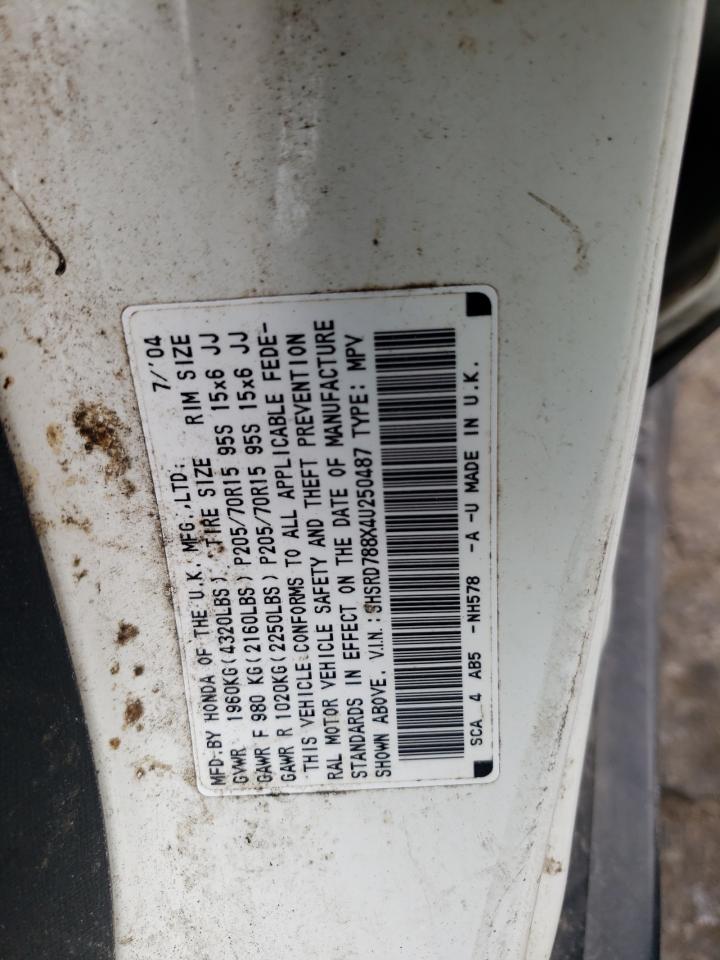 7/'04
MFD.BY HONDA OF THE U.K. MFG.,LTD.
GVWR 1960KG(4320LBS) TIRE SIZE RIM SIZE
GAWR F 980 KG(2160LBS) P205/70R15 95S 15x6 JJ
GAWR R 1020KG(2250LBS) P205/70R15 95S 15x6 JJ
THIS VEHICLE CONFORMS TO ALL APPLICABLE FEDE-
RAL MOTOR VEHICLE SAFETY AND THEFT PREVENTION
STANDARDS IN EFFECT ON THE DATE OF MANUFACTURE
SHOWN ABOVE. V.I.N.: SHSRD788X4U250487 TYPE: MPV
SCA 4 AB5 -NH578 -A -U MADE IN U.K.